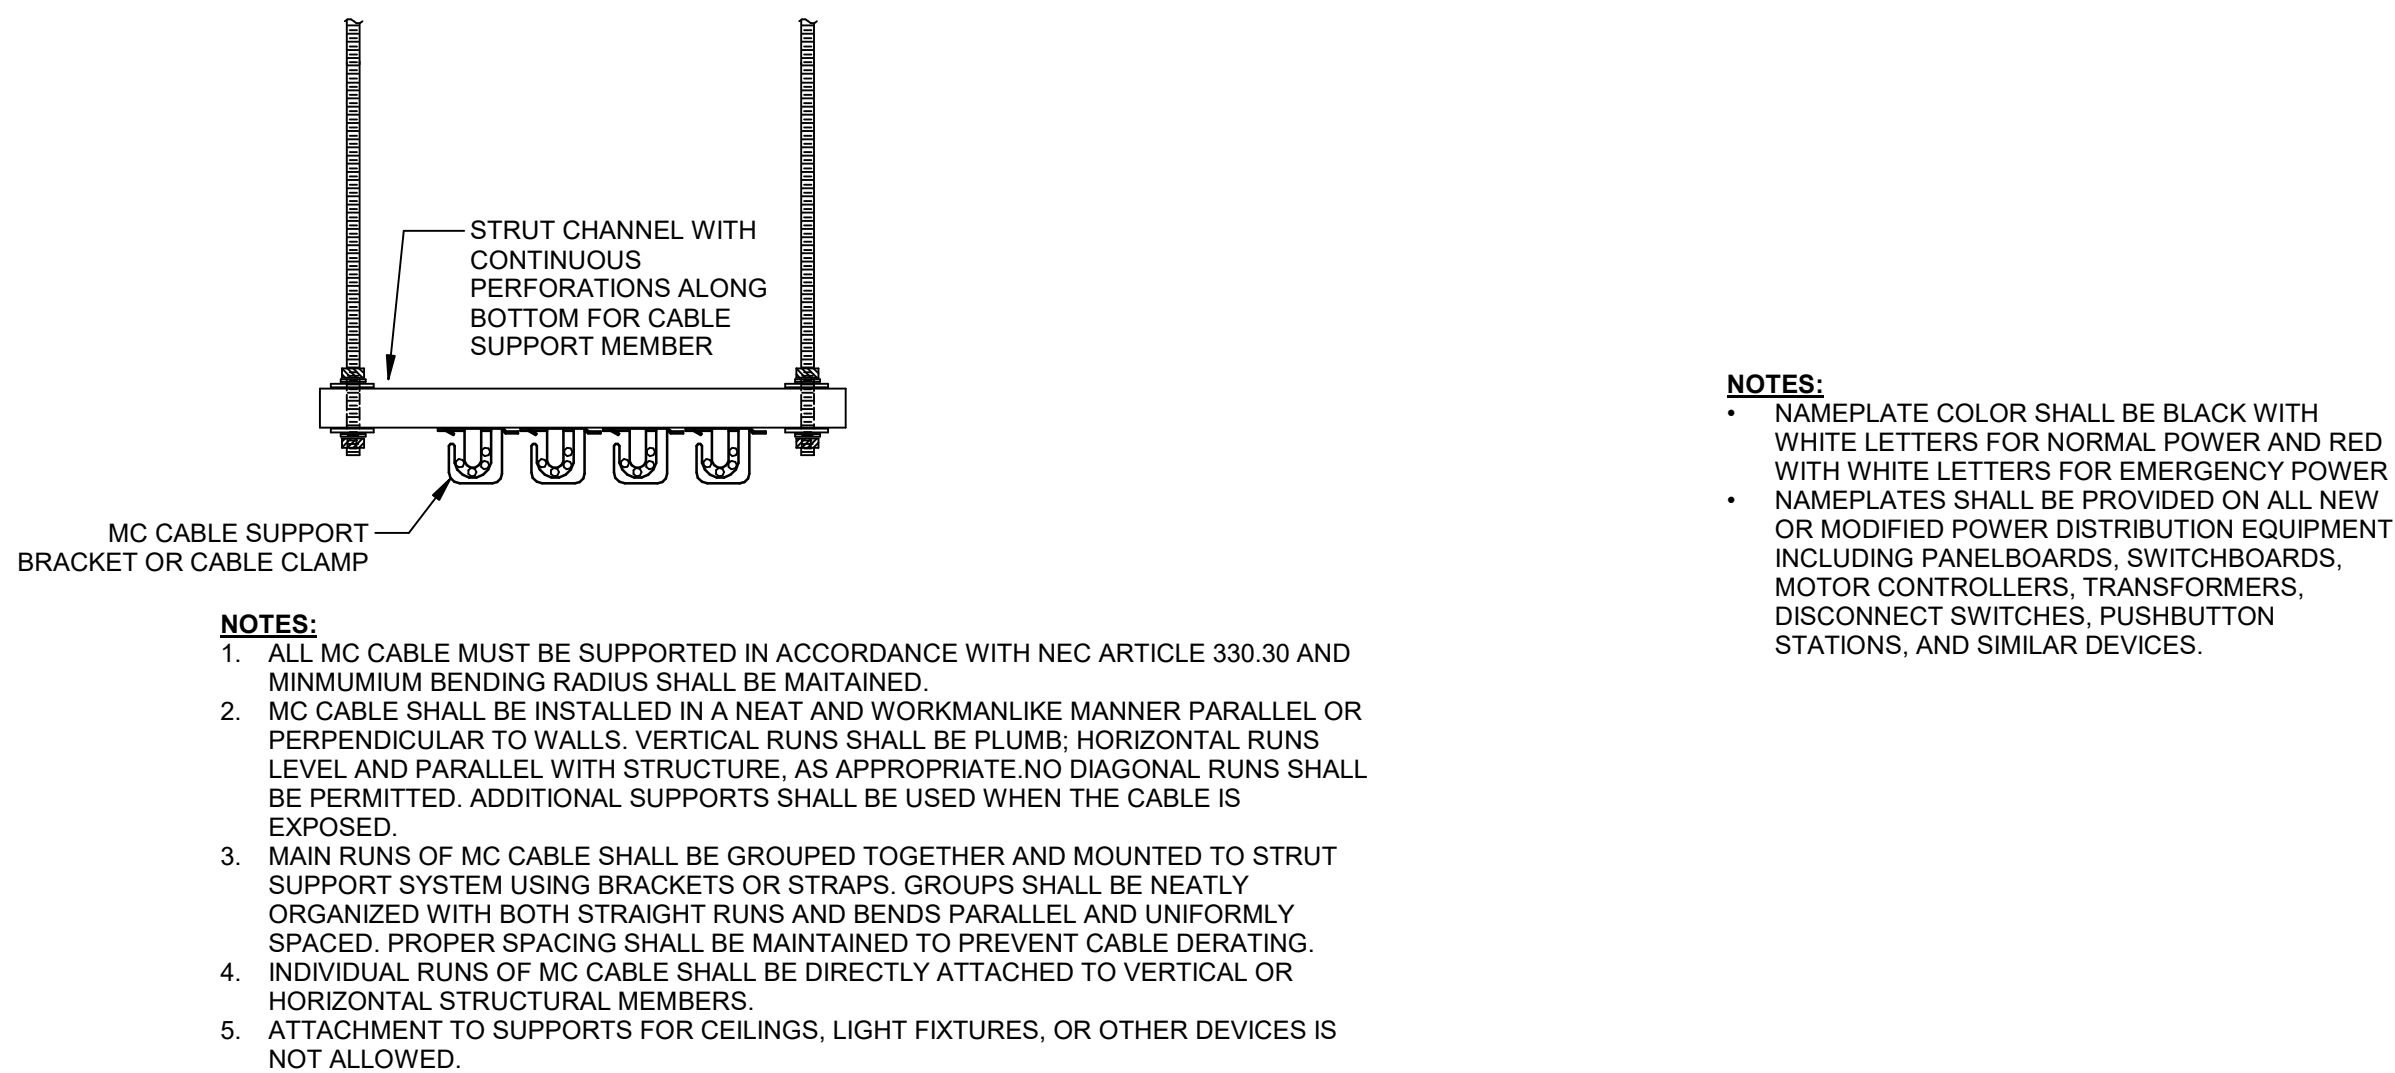 STRUT CHANNEL WITH
CONTINUOUS
PERFORATIONS ALONG
BOTTOM FOR CABLE
SUPPORT MEMBER
MC CABLE SUPPORT
BRACKET OR CABLE CLAMP
NOTES:
1. ALL MC CABLE MUST BE SUPPORTED IN ACCORDANCE WITH NEC ARTICLE 330.30 AND
MINMUMIUM BENDING RADIUS SHALL BE MAITAINED.
2. MC CABLE SHALL BE INSTALLED IN A NEAT AND WORKMANLIKE MANNER PARALLEL OR
PERPENDICULAR TO WALLS. VERTICAL RUNS SHALL BE PLUMB; HORIZONTAL RUNS
LEVEL AND PARALLEL WITH STRUCTURE, AS APPROPRIATE.NO DIAGONAL RUNS SHALL
BE PERMITTED. ADDITIONAL SUPPORTS SHALL BE USED WHEN THE CABLE IS
EXPOSED.
3. MAIN RUNS OF MC CABLE SHALL BE GROUPED TOGETHER AND MOUNTED TO STRUT
SUPPORT SYSTEM USING BRACKETS OR STRAPS. GROUPS SHALL BE NEATLY
ORGANIZED WITH BOTH STRAIGHT RUNS AND BENDS PARALLEL AND UNIFORMLY
SPACED. PROPER SPACING SHALL BE MAINTAINED TO PREVENT CABLE DERATING.
4. INDIVIDUAL RUNS OF MC CABLE SHALL BE DIRECTLY ATTACHED TO VERTICAL OR
HORIZONTAL STRUCTURAL MEMBERS.
5. ATTACHMENT TO SUPPORTS FOR CEILINGS, LIGHT FIXTURES, OR OTHER DEVICES IS
NOT ALLOWED.
NOTES:
• NAMEPLATE COLOR SHALL BE BLACK WITH
WHITE LETTERS FOR NORMAL POWER AND RED
WITH WHITE LETTERS FOR EMERGENCY POWER
• NAMEPLATES SHALL BE PROVIDED ON ALL NEW
OR MODIFIED POWER DISTRIBUTION EQUIPMENT
INCLUDING PANELBOARDS, SWITCHBOARDS,
MOTOR CONTROLLERS, TRANSFORMERS,
DISCONNECT SWITCHES, PUSHBUTTON
STATIONS, AND SIMILAR DEVICES.